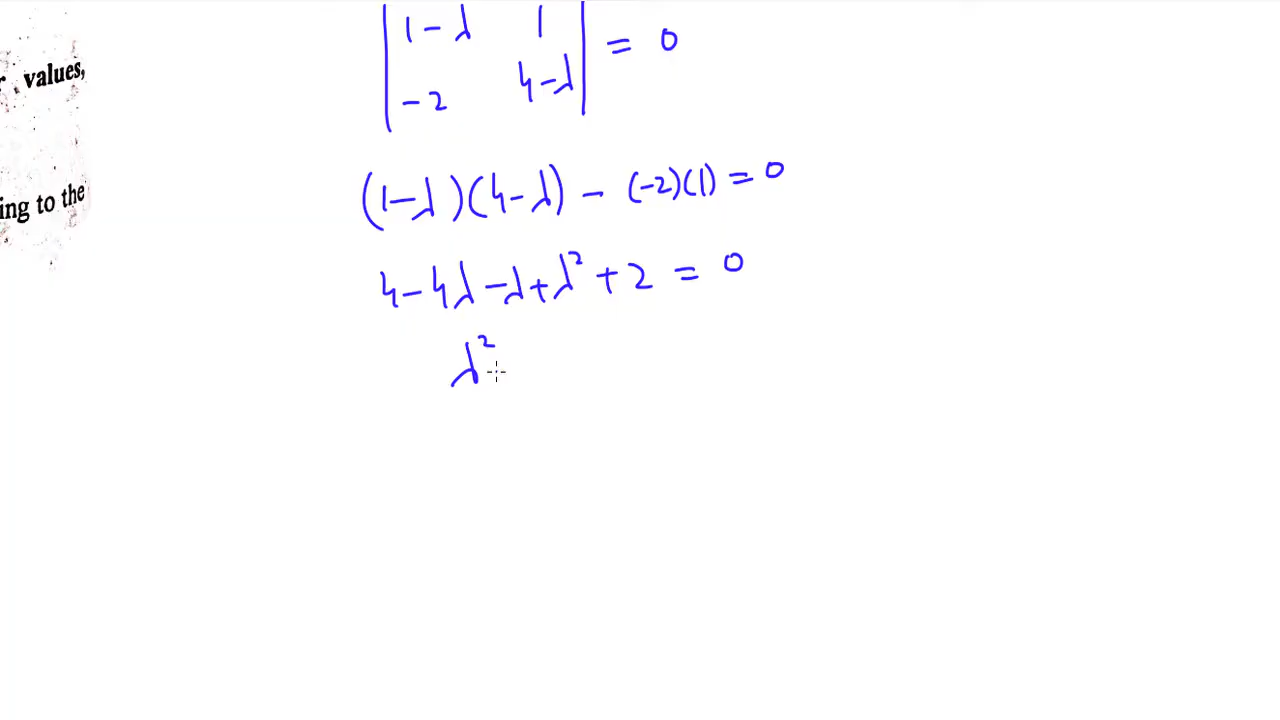 | 1-λ 1 |
r values,
| -2 4-λ | = 0
(1-λ)(4-λ) - (-2)(1) = 0
ing to the
4-4λ-λ+λ² + 2 = 0
λ²